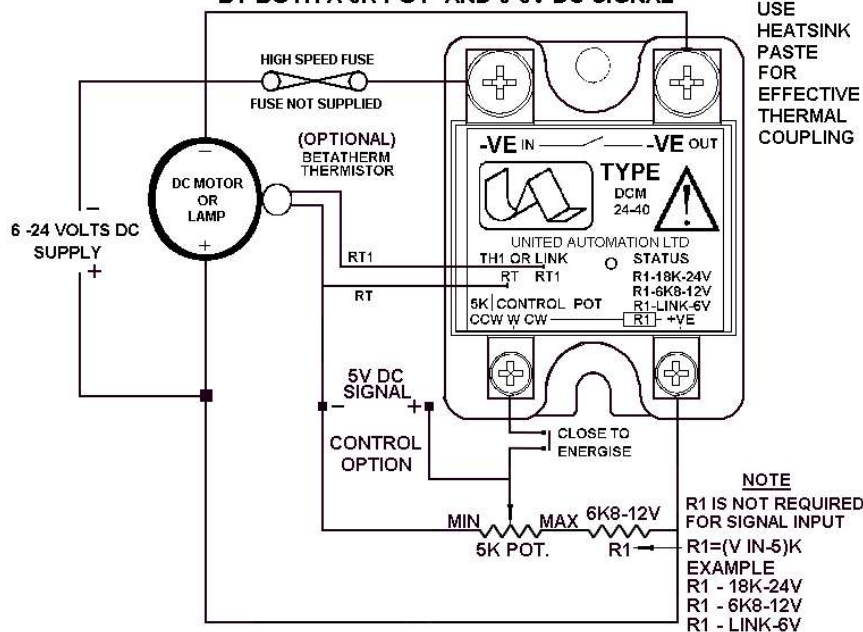 BY BOTH A 5K POT AND 0-5V DC SIGNAL
USE
HEATSINK
PASTE
FOR
EFFECTIVE
THERMAL
COUPLING
HIGH SPEED FUSE
FUSE NOT SUPPLIED
(OPTIONAL)
BETATHERM
THERMISTOR
-VE IN
-VE OUT
TYPE
DCM
24-40
UNITED AUTOMATION LTD
TH1 OR LINK
RT RT1
STATUS
R1-18K-24V
R1-6K8-12V
R1-LINK-6V
5K CONTROL POT
CCW W CW
R1
+VE
−
DC MOTOR
OR
LAMP
+
−
6 -24 VOLTS DC
SUPPLY
+
RT1
RT
5V DC
SIGNAL
− +
CONTROL
OPTION
CLOSE TO
ENERGISE
MIN
MAX
6K8-12V
5K POT.
R1
NOTE
R1 IS NOT REQUIRED
FOR SIGNAL INPUT
R1=(V IN-5)K
EXAMPLE
R1 - 18K-24V
R1 - 6K8-12V
R1 - LINK-6V